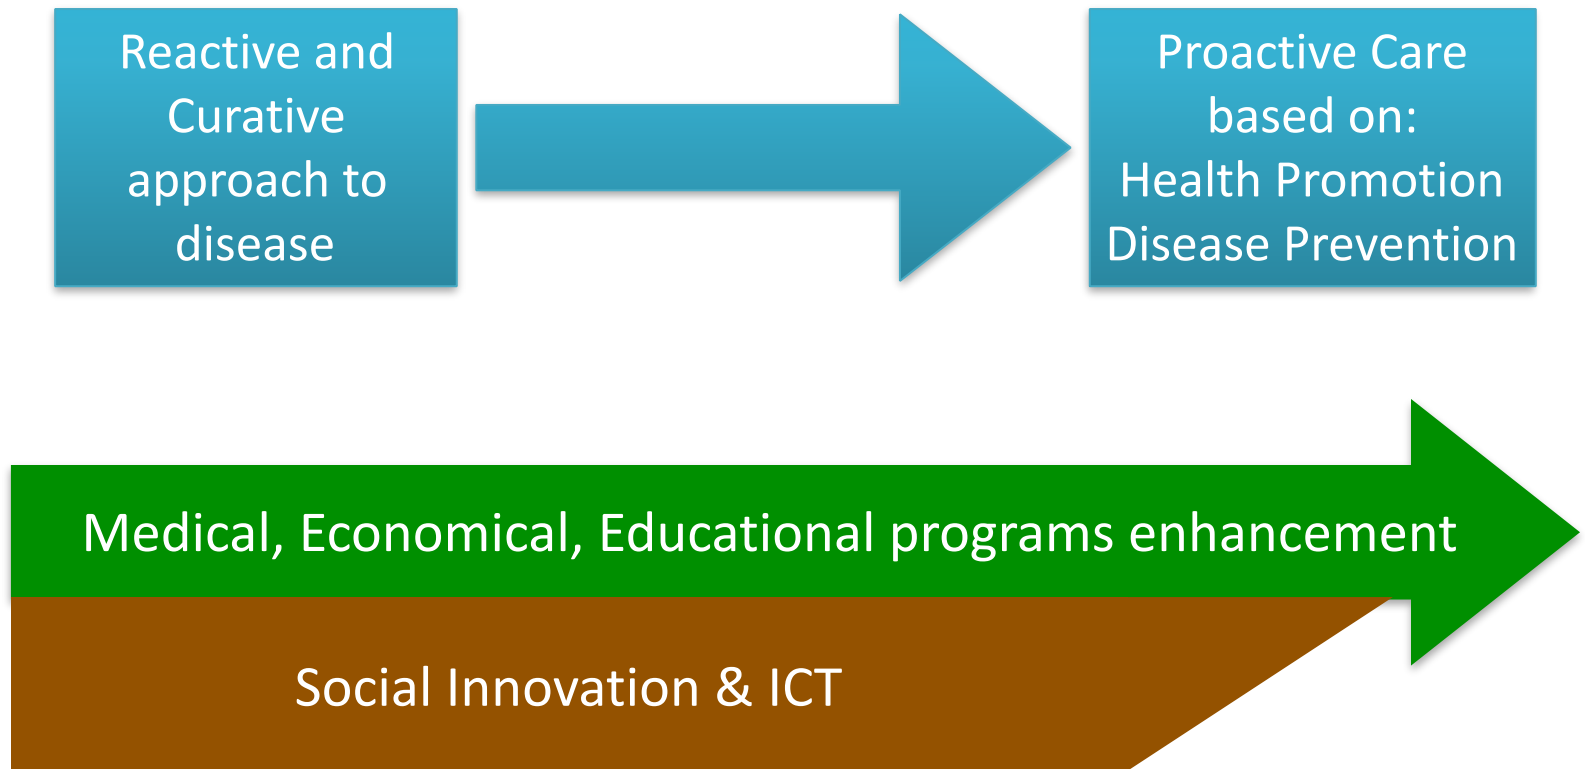 Reactive and
Curative
approach to
disease
Proactive Care
based on:
Health Promotion
Disease Prevention
Medical, Economical, Educational programs enhancement
Social Innovation & ICT